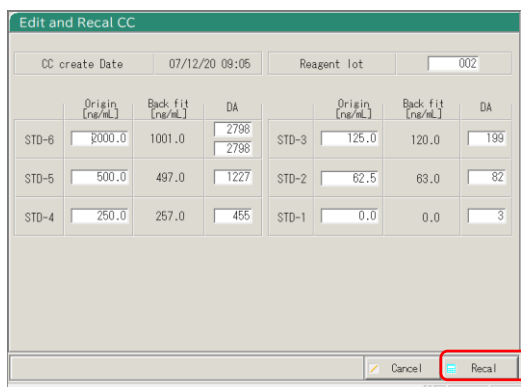 Edit and Recal CC
CC create Date 07/12/20 09:05 Reagent lot 002
Origin Back fit DA Origin Back fit DA
[ng/mL] [ng/mL] [ng/mL] [ng/mL]
STD-6 2000.0 1001.0 2798 STD-3 125.0 120.0 199
2798
STD-5 500.0 497.0 1227 STD-2 62.5 63.0 82
STD-4 250.0 257.0 455 STD-1 0.0 0.0 3
Cancel Recal